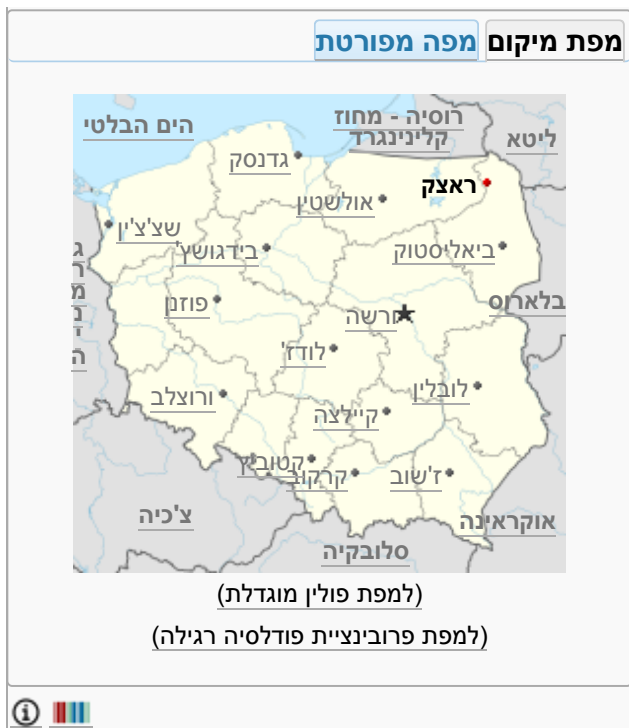 מפת מיקום
מפה מפורטת
הים הבלטי
רוסיה - מחוז
קלינינגרד
ליטא
גדנסק
ראצק
אולשטין
שצ'צ'ין
בידגושץ'
ביאליסטוק
פוזנן
ורשה
בלארוס
גרמניה
לודז'
ורוצלב
קיילצה
לובלין
קטוביץ
קרקוב
ז'שוב
צ'כיה
סלובקיה
אוקראינה
(למפת פולין מוגדלת)
(למפת פרובינציית פודלסיה רגילה)